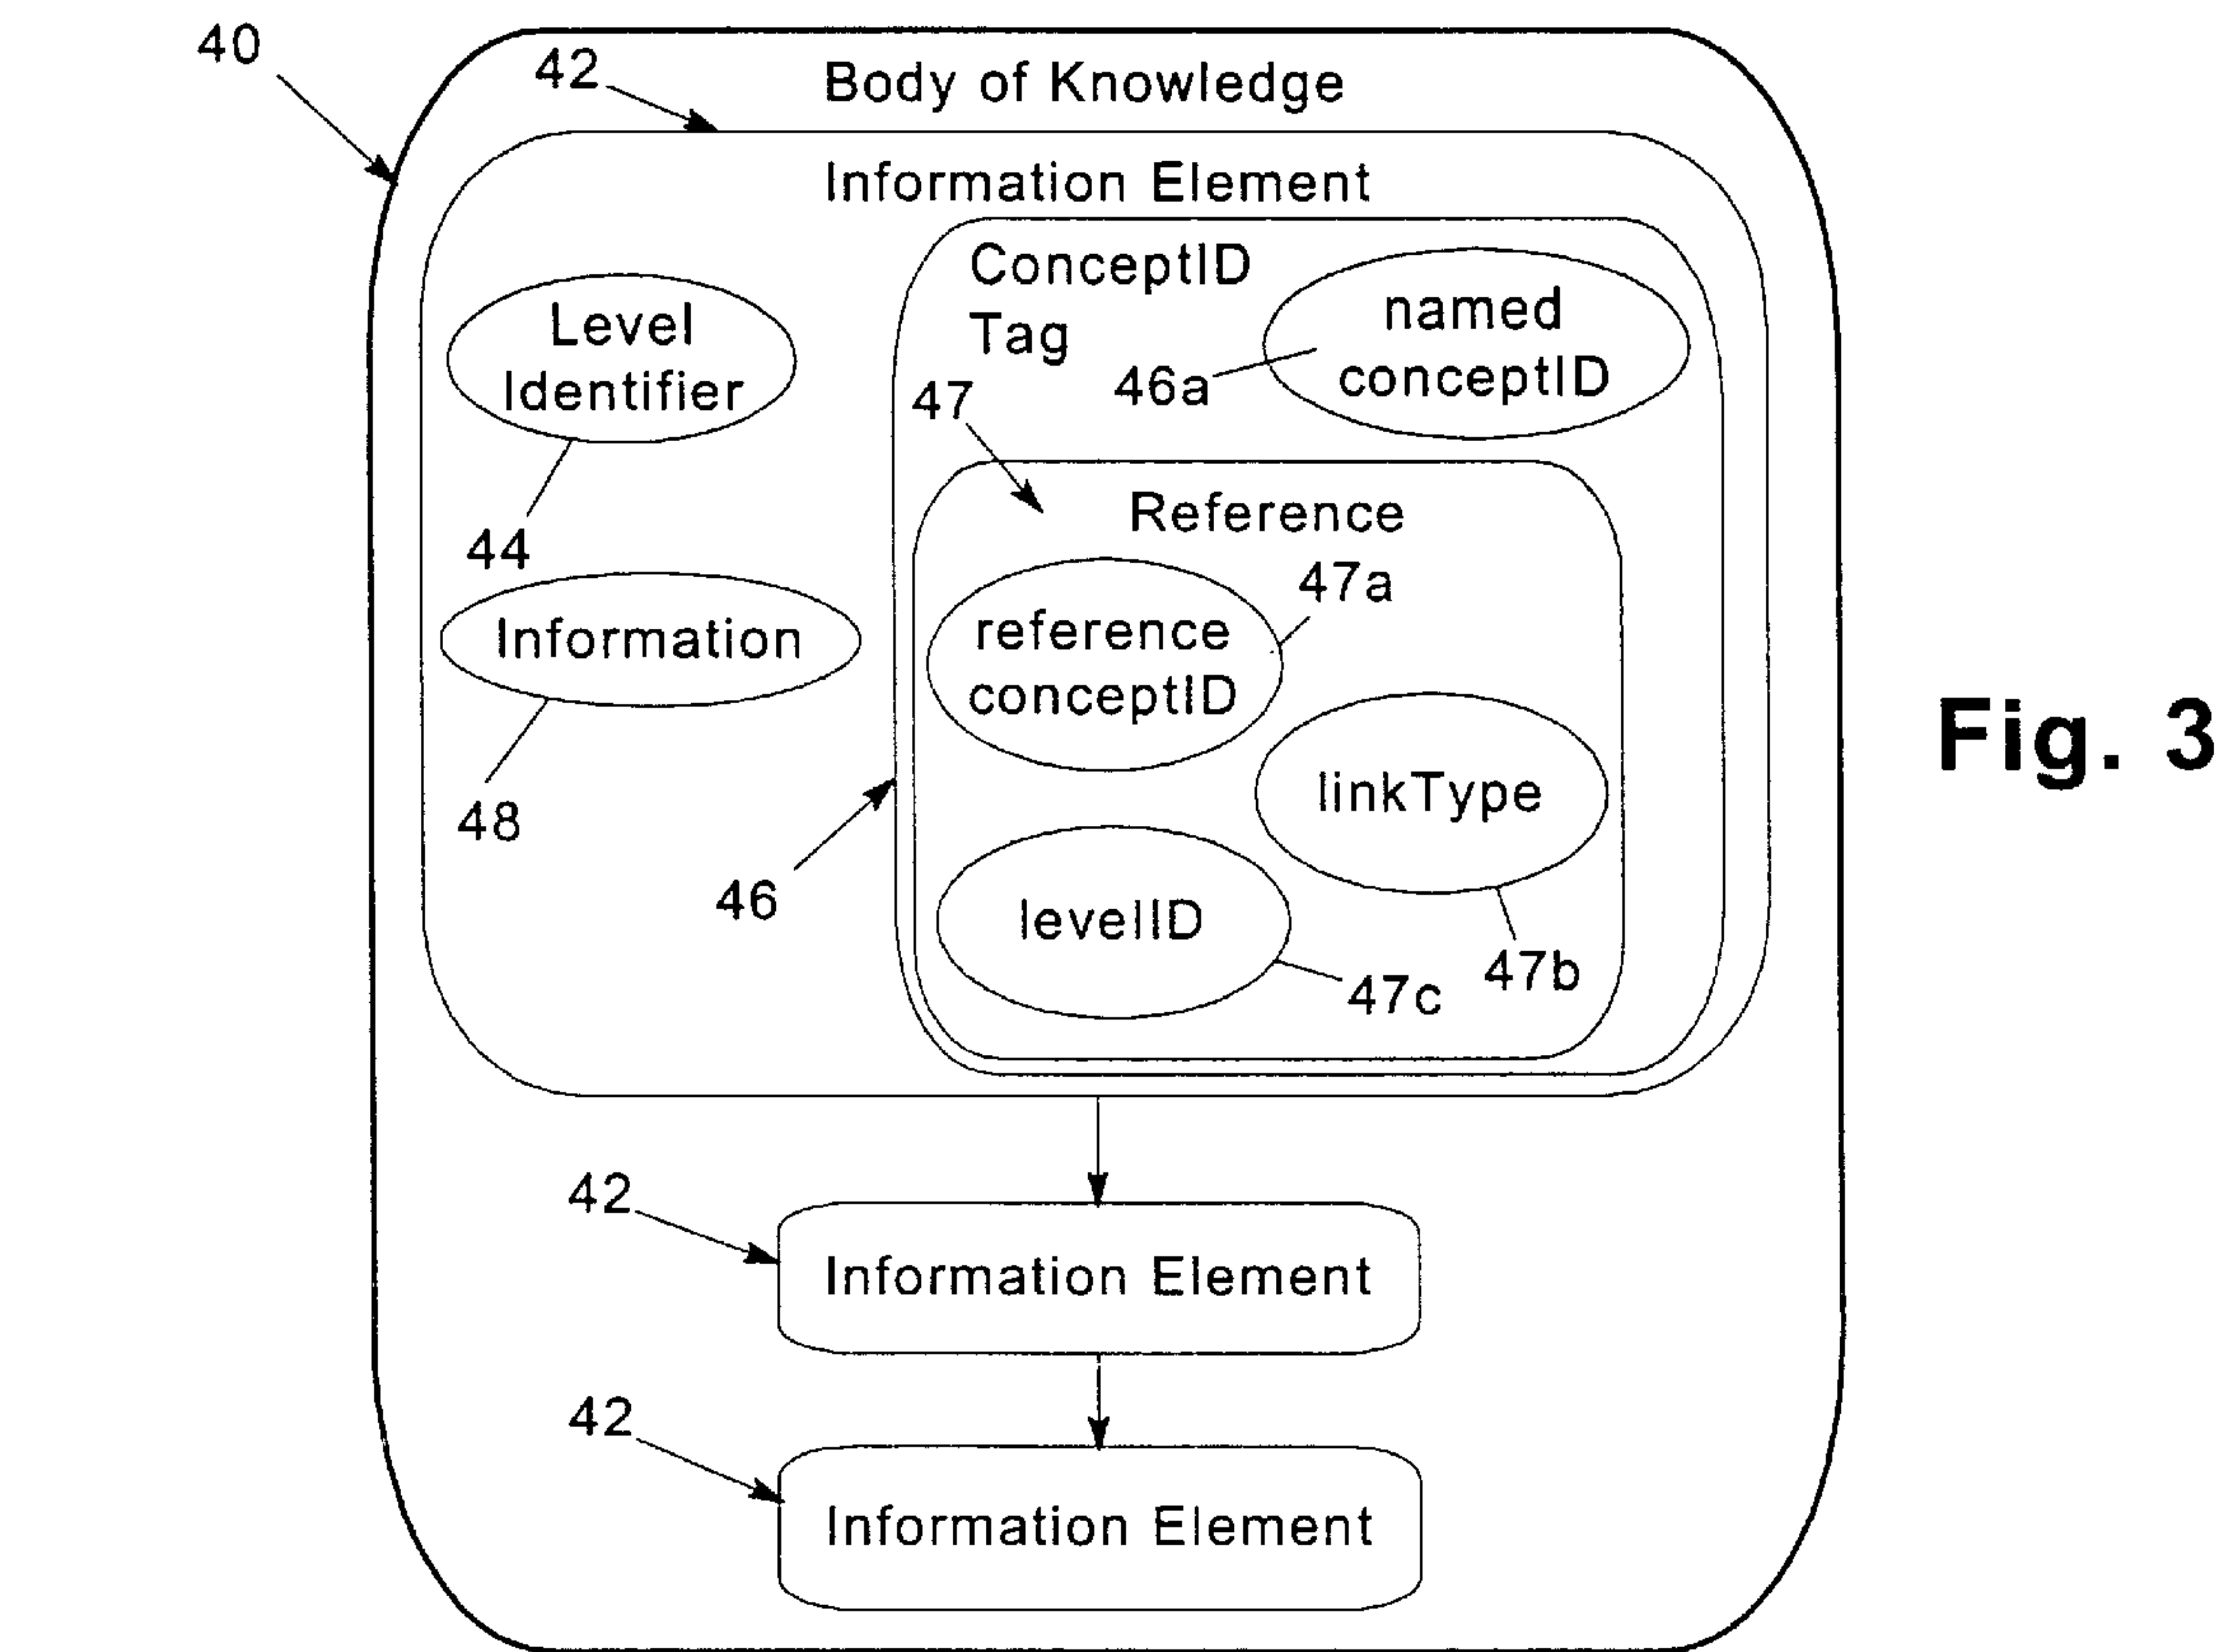 40
42
Body of Knowledge
Information Element
ConceptID
Tag
named
conceptID
46a
Level
Identifier
44
47
Reference
47a
reference
conceptID
Information
48
linkType
47b
46
levelID
47c
Fig. 3
42
Information Element
42
Information Element